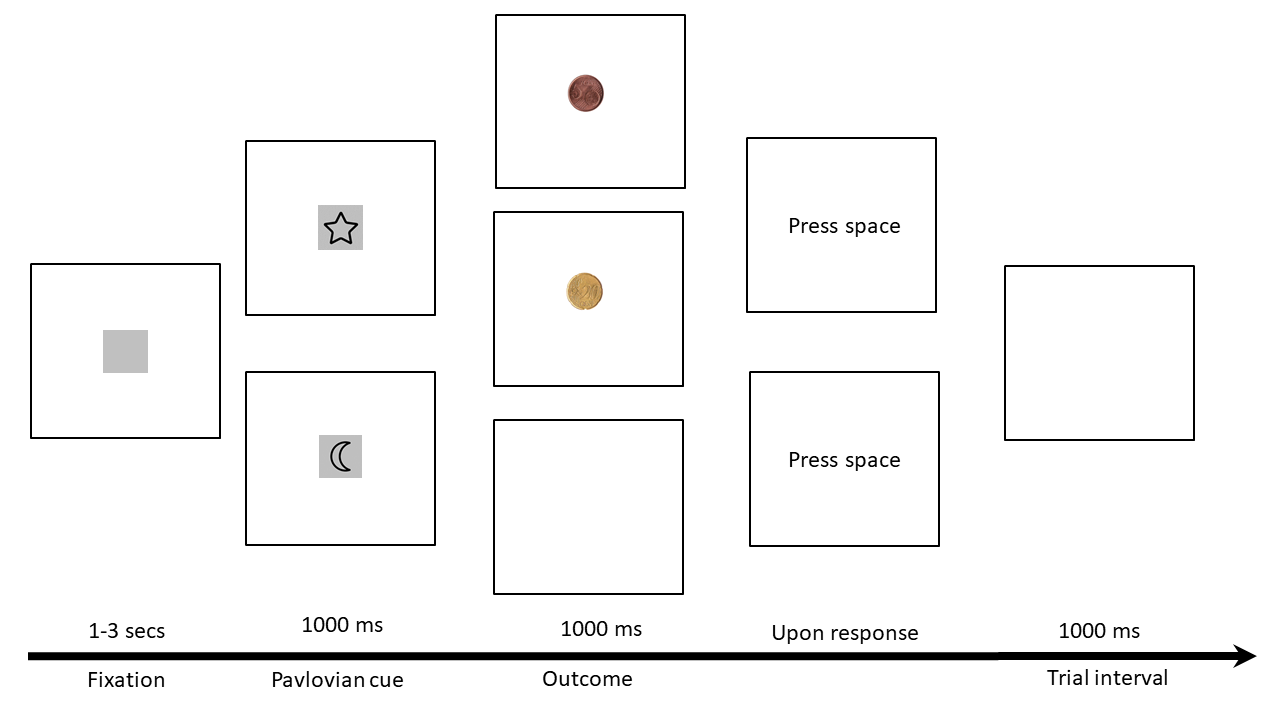 Press space
Press space
1-3 secs
1000 ms
1000 ms
Upon response
1000 ms
Fixation
Pavlovian cue
Outcome
Trial interval